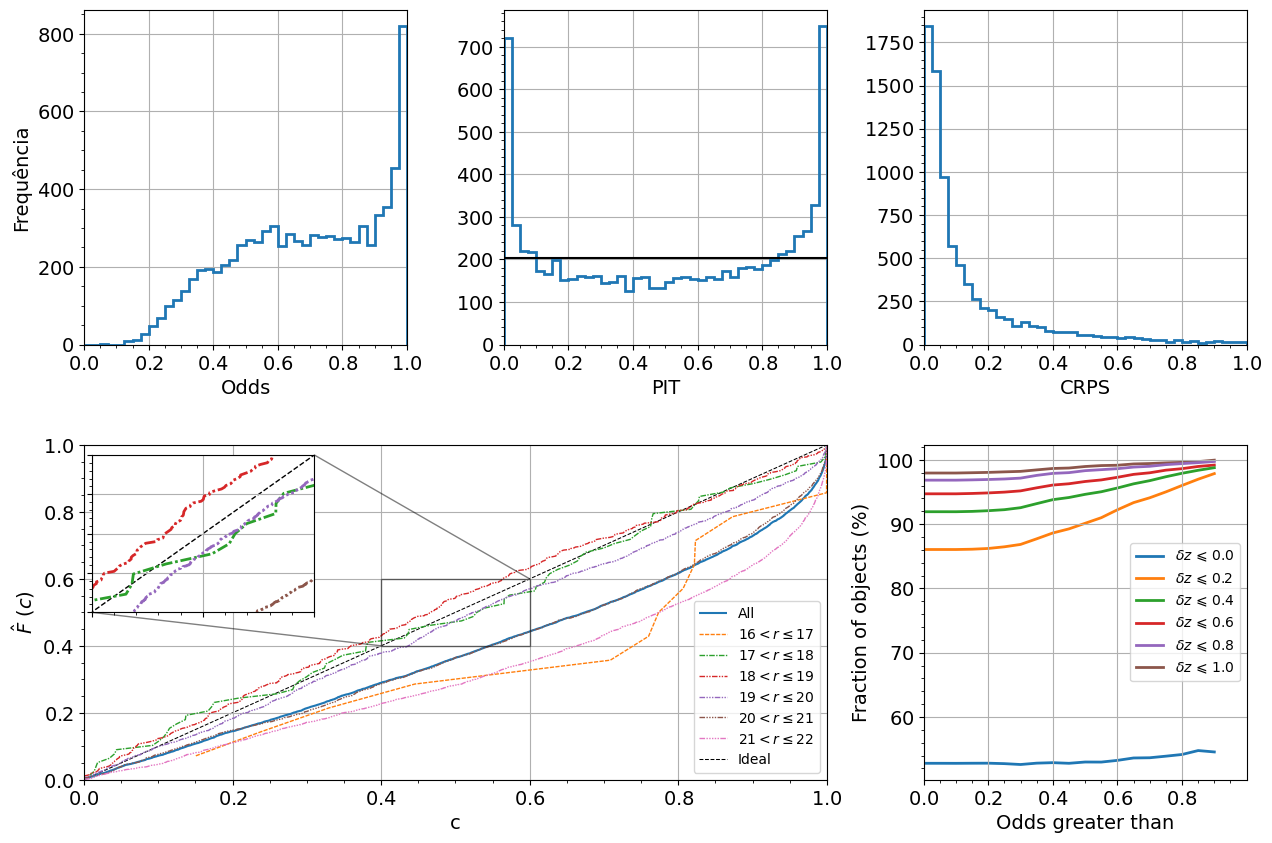 800
600
400
200
0
0.0 0.2 0.4 0.6 0.8 1.0
Frequência
Odds
700
600
500
400
300
200
100
0
0.0 0.2 0.4 0.6 0.8 1.0
PIT
1750
1500
1250
1000
750
500
250
0
0.0 0.2 0.4 0.6 0.8 1.0
CRPS
1.0
0.8
0.6
0.4
0.2
0.0
0.0 0.2 0.4 0.6 0.8 1.0
F̂ (c)
c
All
16 < r ≤ 17
17 < r ≤ 18
18 < r ≤ 19
19 < r ≤ 20
20 < r ≤ 21
21 < r ≤ 22
Ideal
100
90
80
70
60
0.0 0.2 0.4 0.6 0.8
Fraction of objects (%)
Odds greater than
δz ⩽ 0.0
δz ⩽ 0.2
δz ⩽ 0.4
δz ⩽ 0.6
δz ⩽ 0.8
δz ⩽ 1.0